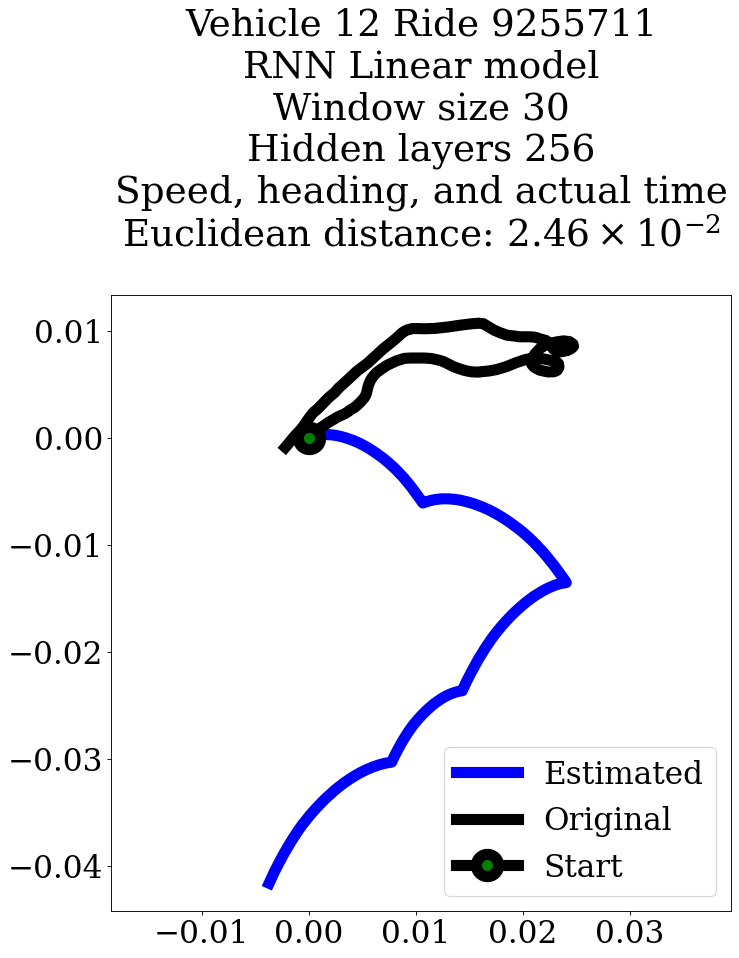 Vehicle 12 Ride 9255711
RNN Linear model
Window size 30
Hidden layers 256
Speed, heading, and actual time
Euclidean distance: 2.46 × 10⁻²
0.01
0.00
−0.01
−0.02
−0.03
−0.04
Estimated
Original
Start
−0.01 0.00 0.01 0.02 0.03